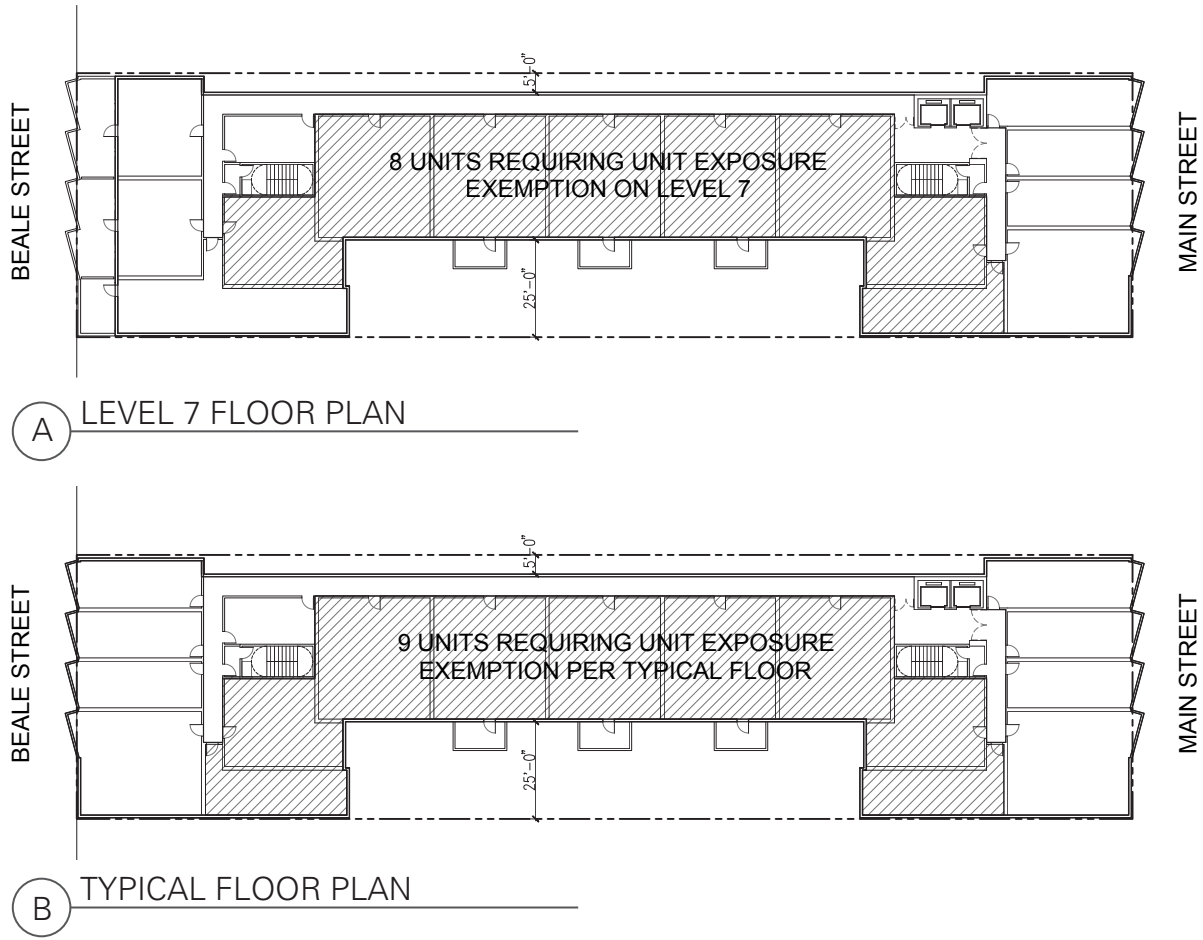 BEALE STREET
5'-0"
8 UNITS REQUIRING UNIT EXPOSURE
EXEMPTION ON LEVEL 7
25'-0"
MAIN STREET
A
LEVEL 7 FLOOR PLAN
BEALE STREET
5'-0"
9 UNITS REQUIRING UNIT EXPOSURE
EXEMPTION PER TYPICAL FLOOR
25'-0"
MAIN STREET
B
TYPICAL FLOOR PLAN